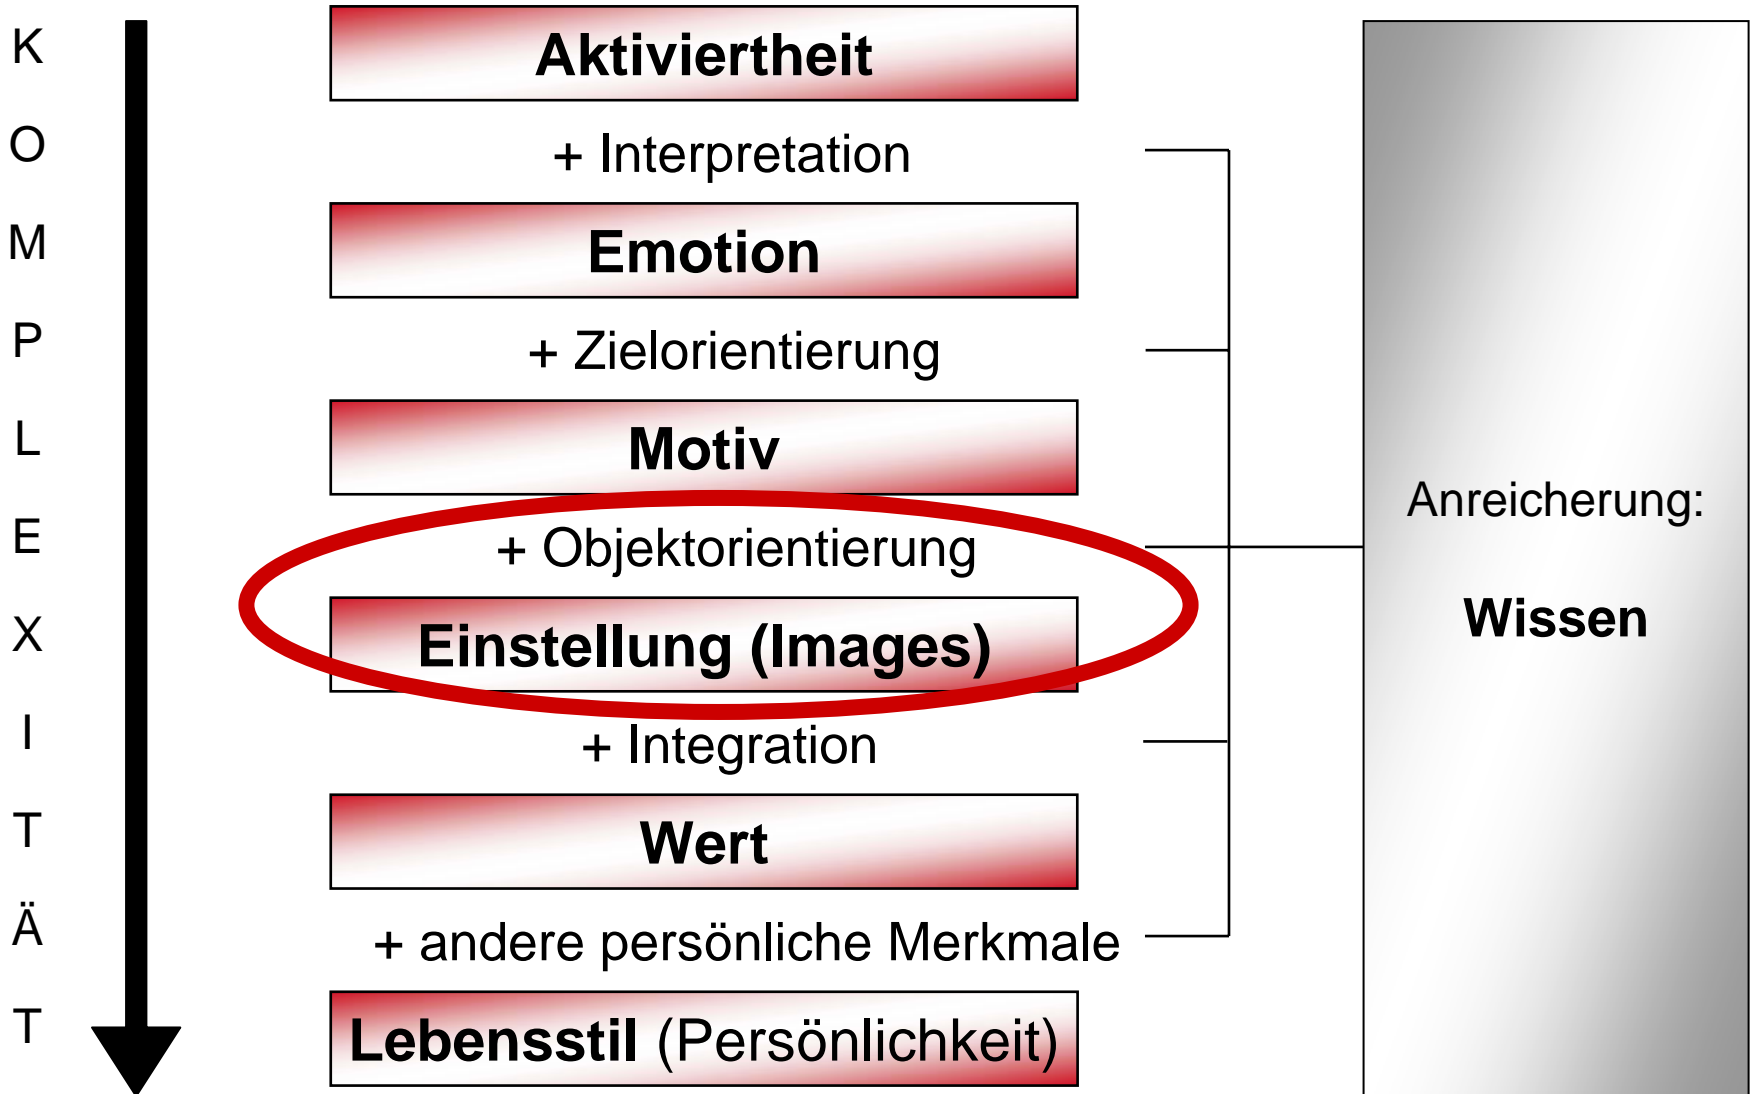 K
O
M
P
L
E
X
I
T
Ä
T
Aktiviertheit
+ Interpretation
Emotion
+ Zielorientierung
Motiv
+ Objektorientierung
Einstellung (Images)
+ Integration
Wert
+ andere persönliche Merkmale
Lebensstil (Persönlichkeit)
Anreicherung:
Wissen